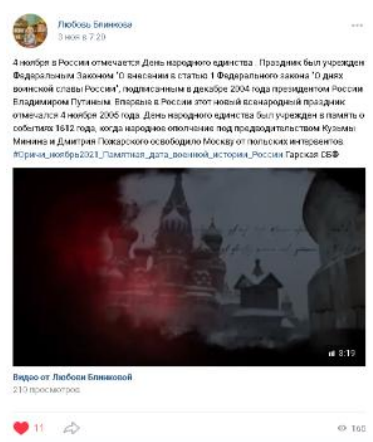 Любовь Блинкова
3 ноя в 7:20
4 ноября в России отмечается День народного единства. Праздник был учрежден
Федеральным Законом "О внесении в статью 1 Федерального закона "О днях
воинской славы России", подписанным в декабре 2004 года президентом России
Владимиром Путиным. Впервые в России этот новый всенародный праздник
отмечался 4 ноября 2005 года. День народного единства был учрежден в память о
событиях 1612 года, когда народное ополчение под предводительством Кузьмы
Минина и Дмитрия Пожарского освободило Москву от польских интервентов.
#Оричи_ноябрь2021_Памятная_дата_военной_истории_России Гарская СБФ
3:19
Видео от Любови Блинковой
210 просмотров
11
160